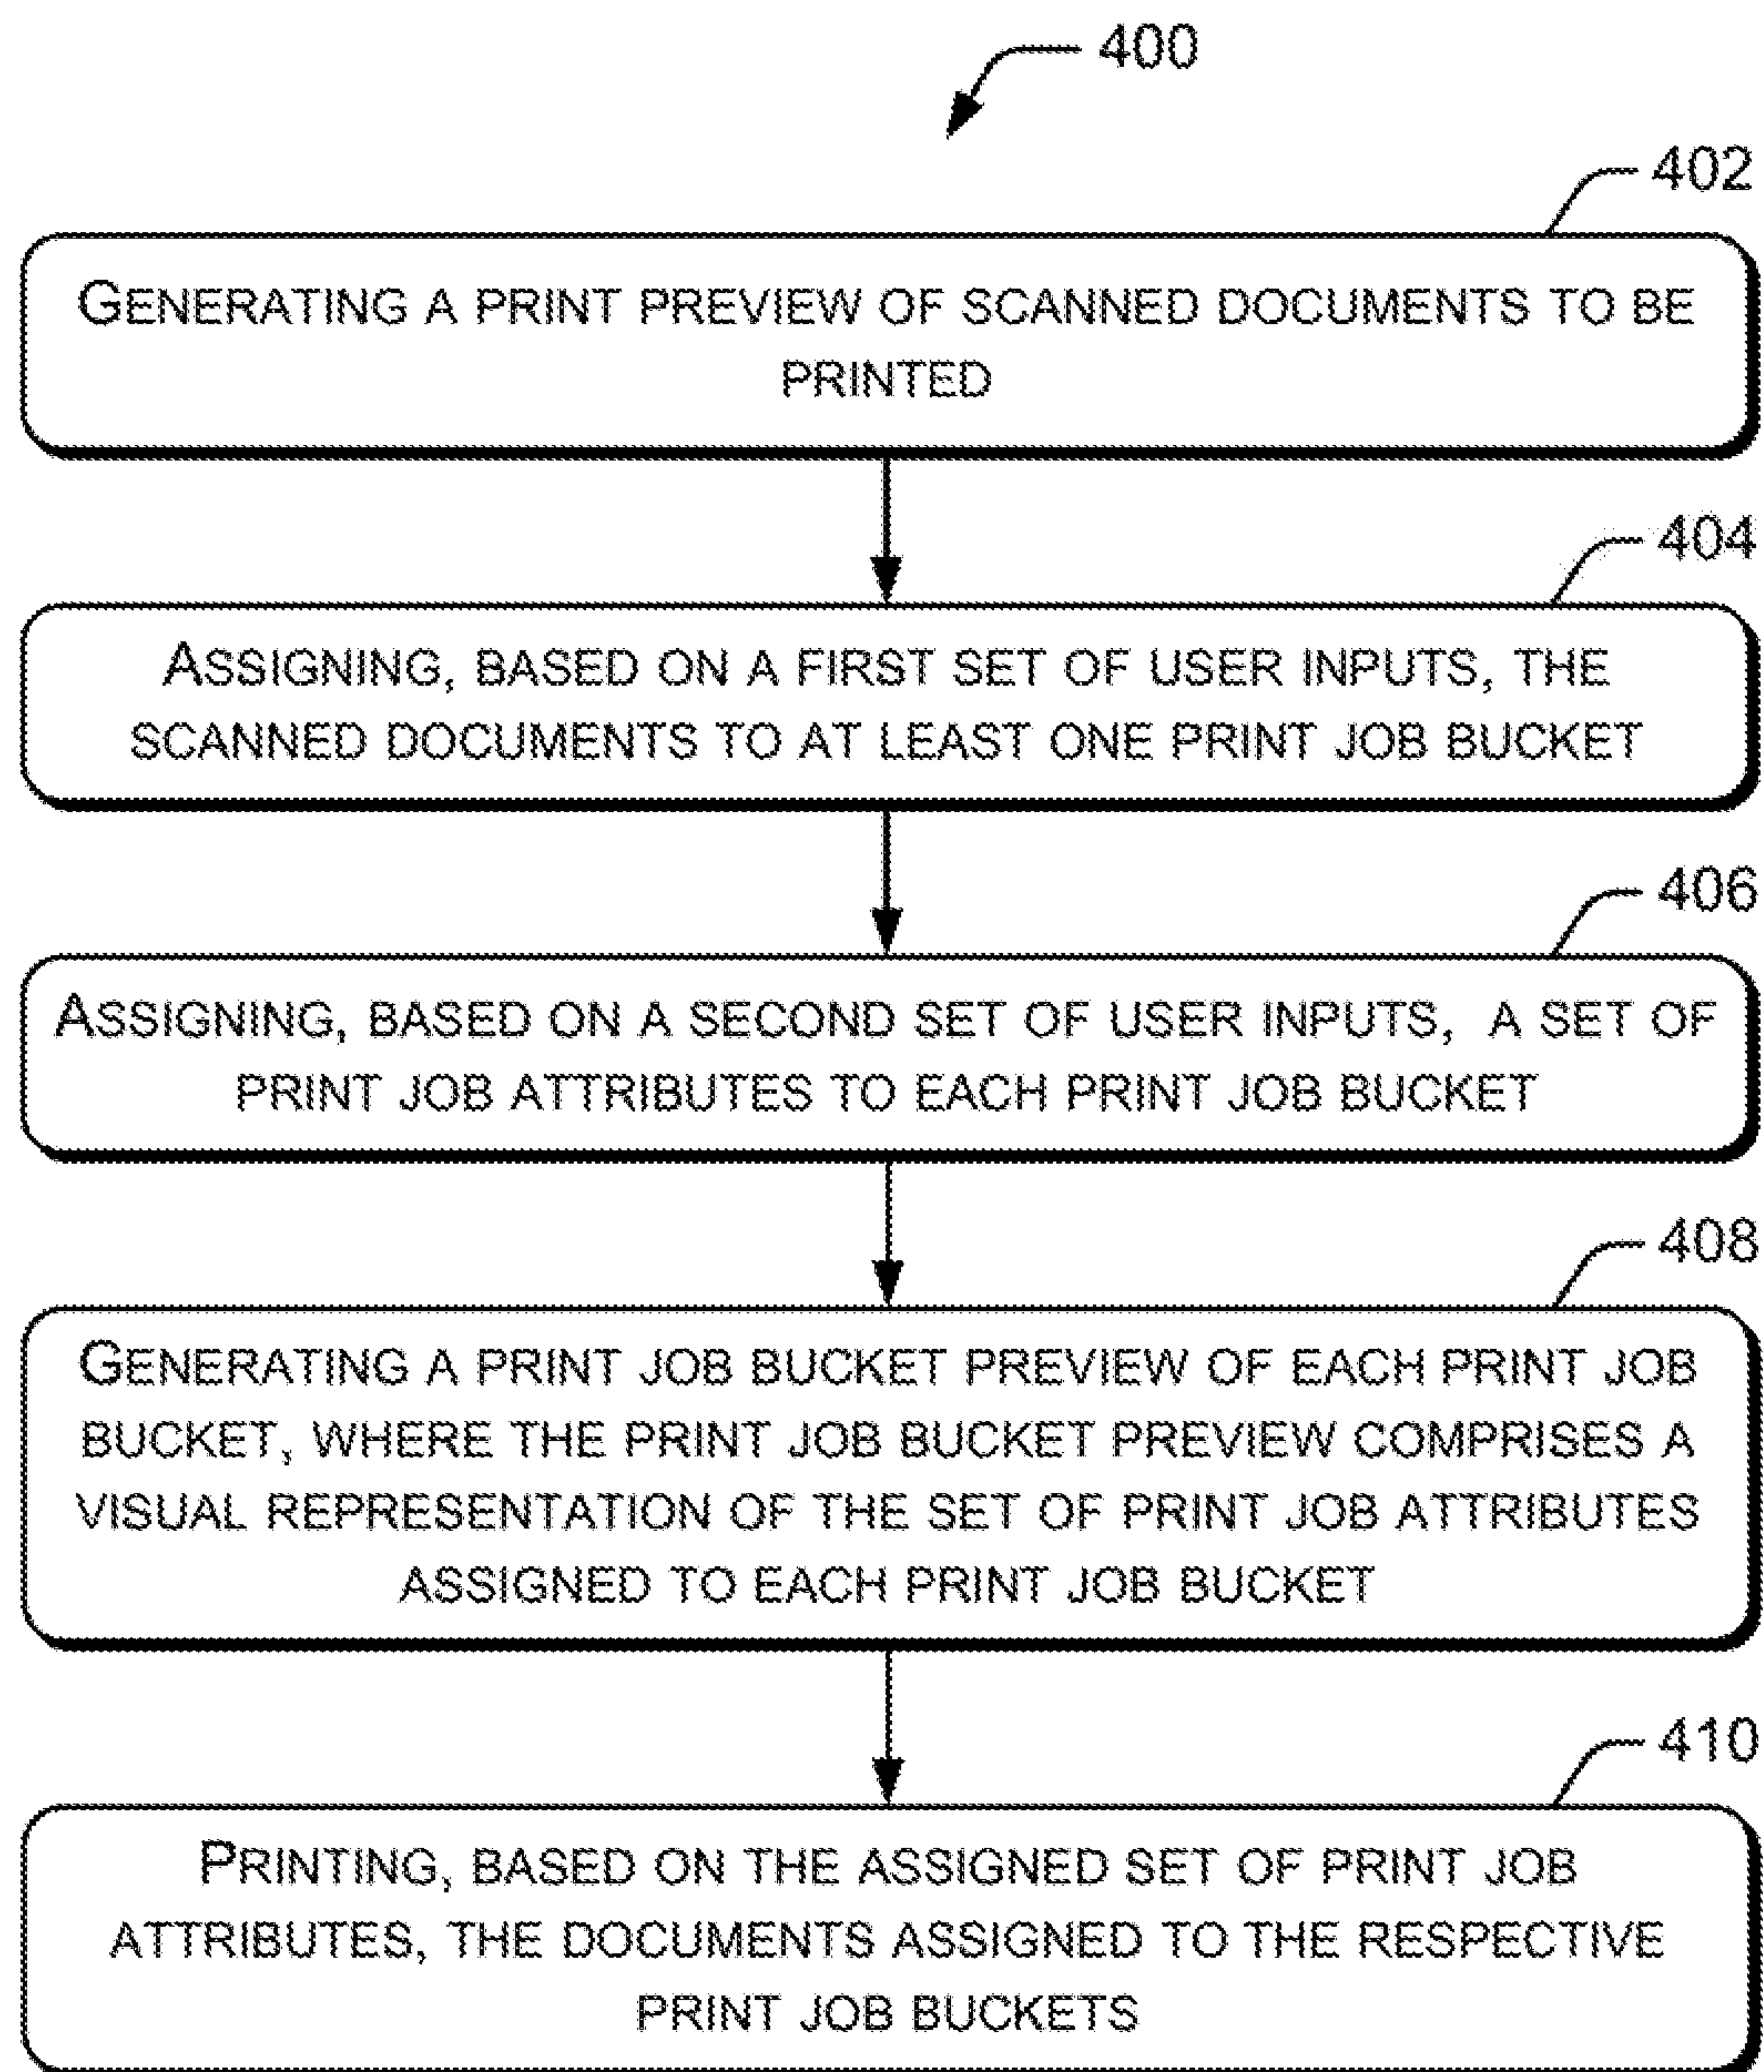 400
402
GENERATING A PRINT PREVIEW OF SCANNED DOCUMENTS TO BE
PRINTED
404
ASSIGNING, BASED ON A FIRST SET OF USER INPUTS, THE
SCANNED DOCUMENTS TO AT LEAST ONE PRINT JOB BUCKET
406
ASSIGNING, BASED ON A SECOND SET OF USER INPUTS, A SET OF
PRINT JOB ATTRIBUTES TO EACH PRINT JOB BUCKET
408
GENERATING A PRINT JOB BUCKET PREVIEW OF EACH PRINT JOB
BUCKET, WHERE THE PRINT JOB BUCKET PREVIEW COMPRISES A
VISUAL REPRESENTATION OF THE SET OF PRINT JOB ATTRIBUTES
ASSIGNED TO EACH PRINT JOB BUCKET
410
PRINTING, BASED ON THE ASSIGNED SET OF PRINT JOB
ATTRIBUTES, THE DOCUMENTS ASSIGNED TO THE RESPECTIVE
PRINT JOB BUCKETS